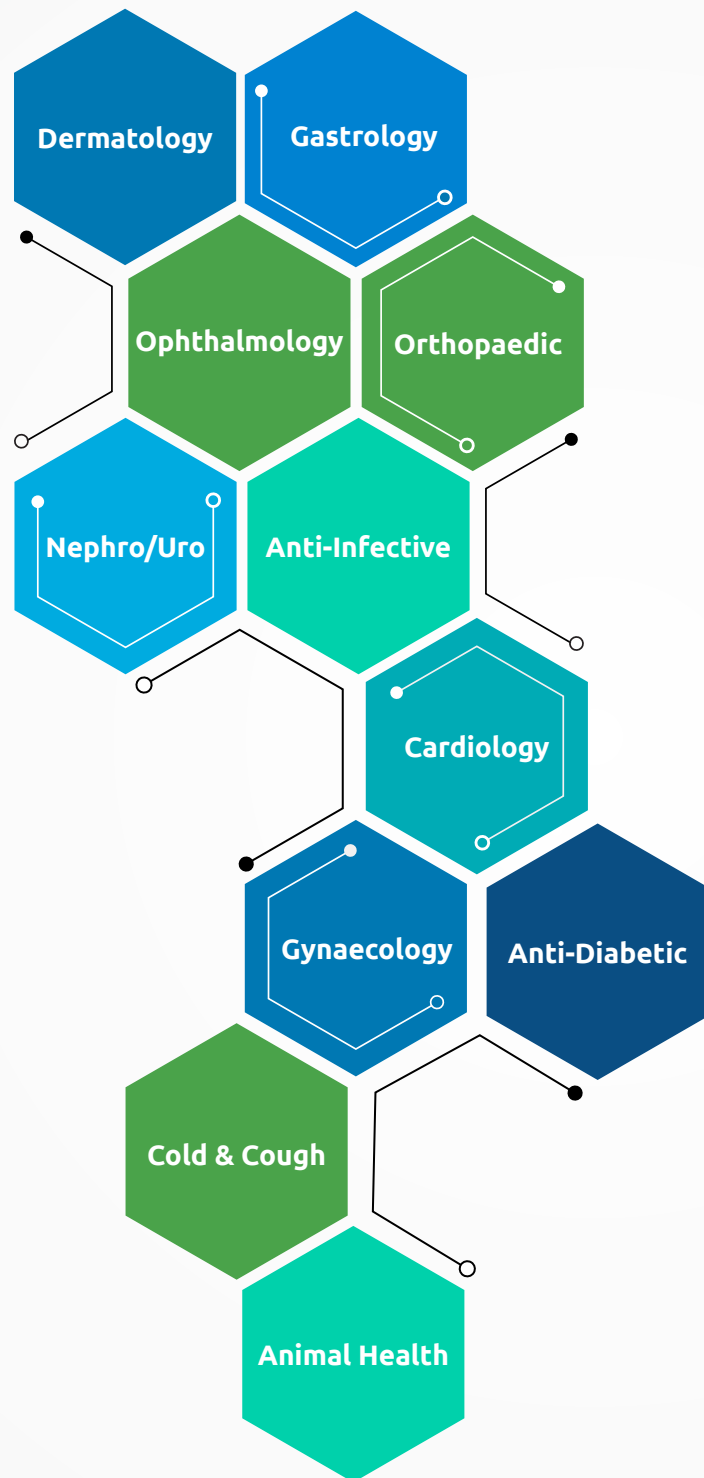 Dermatology
Gastrology
Ophthalmology
Orthopaedic
Nephro/Uro
Anti-Infective
Cardiology
Gynaecology
Anti-Diabetic
Cold & Cough
Animal Health